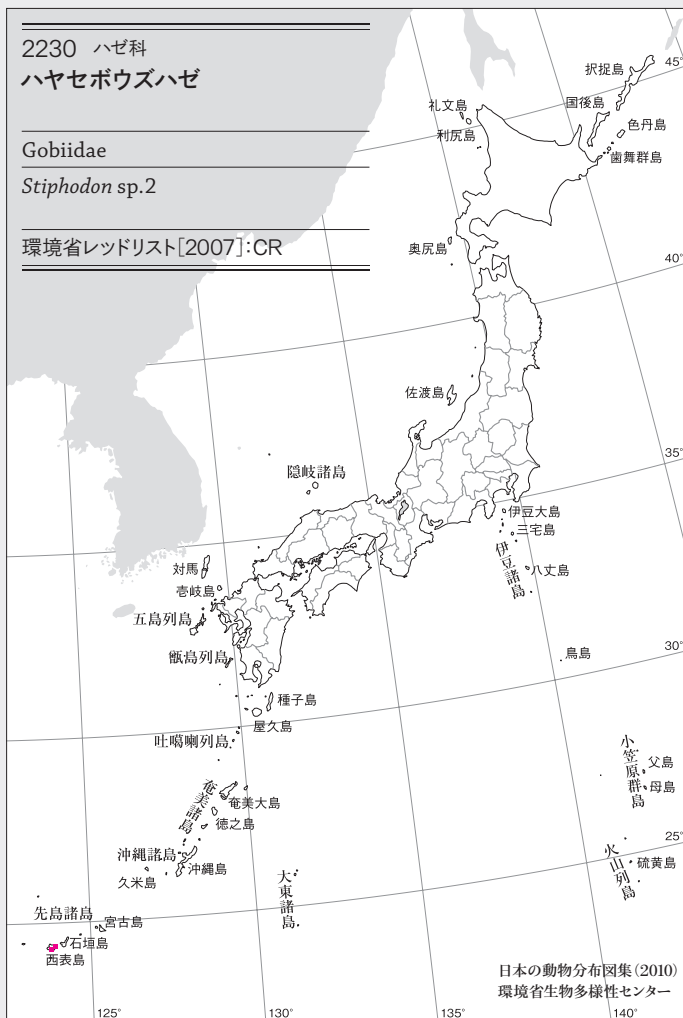 2230 ハゼ科
ハヤセボウズハゼ
Gobiidae
Stiphodon sp.2
環境省レッドリスト[2007]:CR
45°
択捉島
国後島
色丹島
歯舞群島
礼文島
利尻島
奥尻島
40°
佐渡島
35°
隠岐諸島
伊豆大島
三宅島
伊豆諸島
八丈島
対馬
壱岐島
五島列島
甑島列島
鳥島
30°
種子島
屋久島
吐噶喇列島
小笠原群島
父島
母島
奄美諸島
奄美大島
徳之島
25°
沖縄諸島
沖縄島
久米島
火山列島
硫黄島
大東諸島
先島諸島
宮古島
石垣島
西表島
日本の動物分布図集(2010)
環境省生物多様性センター
125°
130°
135°
140°